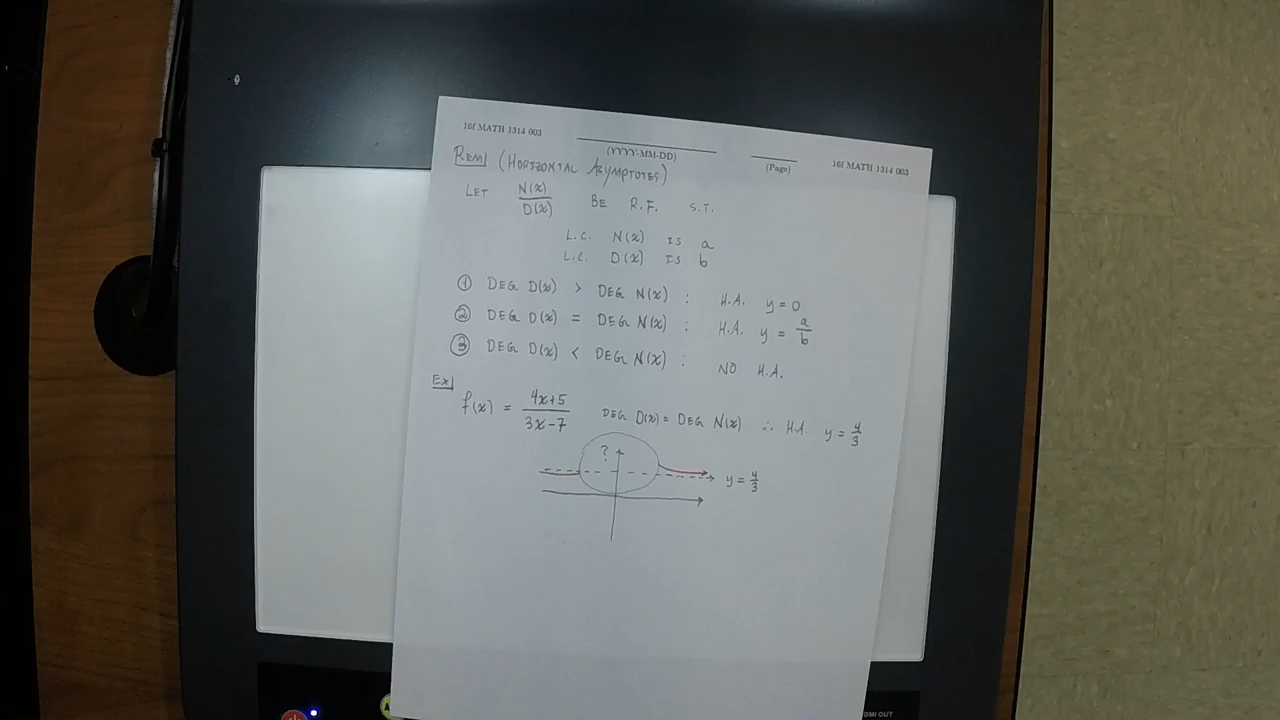 16f MATH 1314 003
(YYYY-MM-DD)
(Page)
16f MATH 1314 003
REM (HORIZONTAL ASYMPTOTES)
LET N(x)/D(x) BE R.F. S.T.
L.C. N(x) IS a
L.C. D(x) IS b
① DEG D(x) > DEG N(x) : H.A. y = 0
② DEG D(x) = DEG N(x) : H.A. y = a/b
③ DEG D(x) < DEG N(x) : NO H.A.
EX
f(x) = (4x+5)/(3x-7) DEG D(x) = DEG N(x) ∴ H.A. y = 4/3
?
y = 4/3
DMI OUT